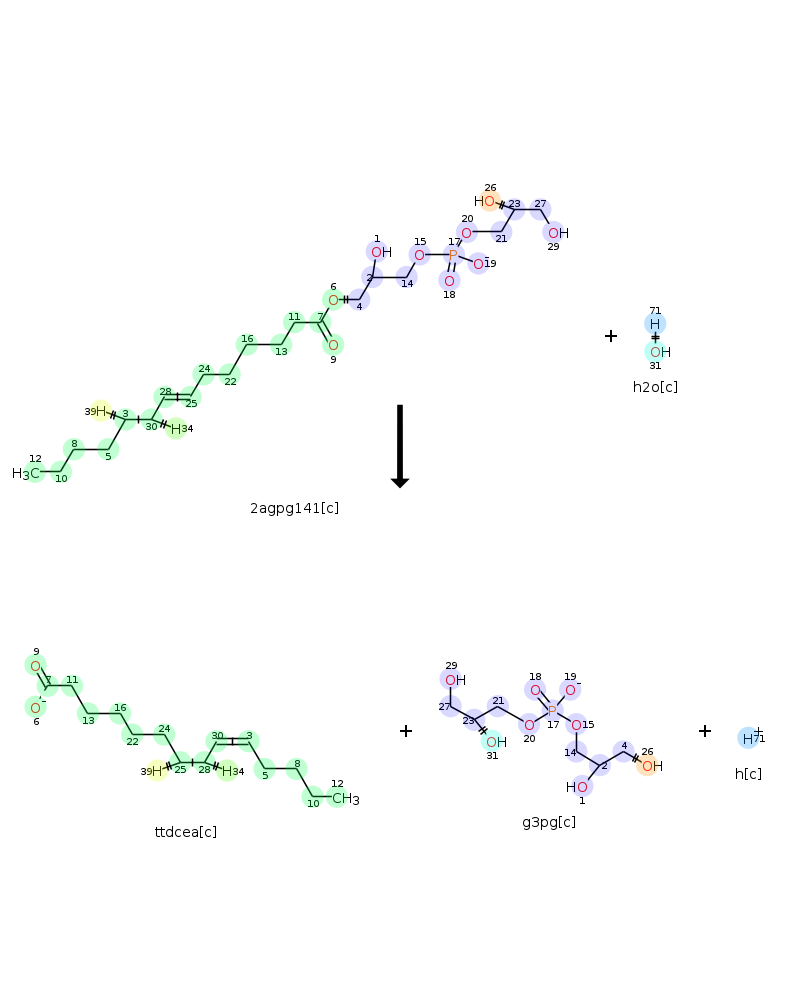 26
HO 23 27
20
1 15 17 21 OH
OH O O 29
P -
2 O 19
6 14 O
O 4 18
11 7 71
16 H
13 O + OH
9 31
24 h2o[c]
22
28
25
39 H 3
30 H 34
8
12 5
H₃C
10
2agpg141[c]
9 29 18 19
O OH O O -
7 11 21 P
O - 27 17 O 15
6 13 16 23 O 4 26
24 + 20 14 2 OH + H + 71
22 30 3 OH
31 HO
39 H 25 28 H 34 5 8 12 1
10 CH₃
h[c]
g3pg[c]
ttdcea[c]